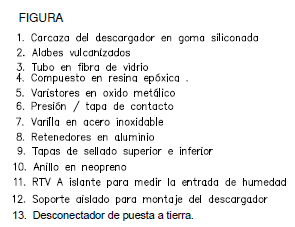 FIGURA
1. Carcaza del descargador en goma siliconada
2. Alabes vulcanizados
3. Tubo en fibra de vidrio
4. Compuesto en resina epóxica .
5. Varistores en oxido metálico
6. Presión / tapa de contacto
7. Varilla en acero inoxidable
8. Retenedores en aluminio
9. Tapas de sellado superior e inferior
10. Anillo en neopreno
11. RTV A islante para medir la entrada de humedad
12. Soporte aislado para montaje del descargador
13. Desconectador de puesta a tierra.